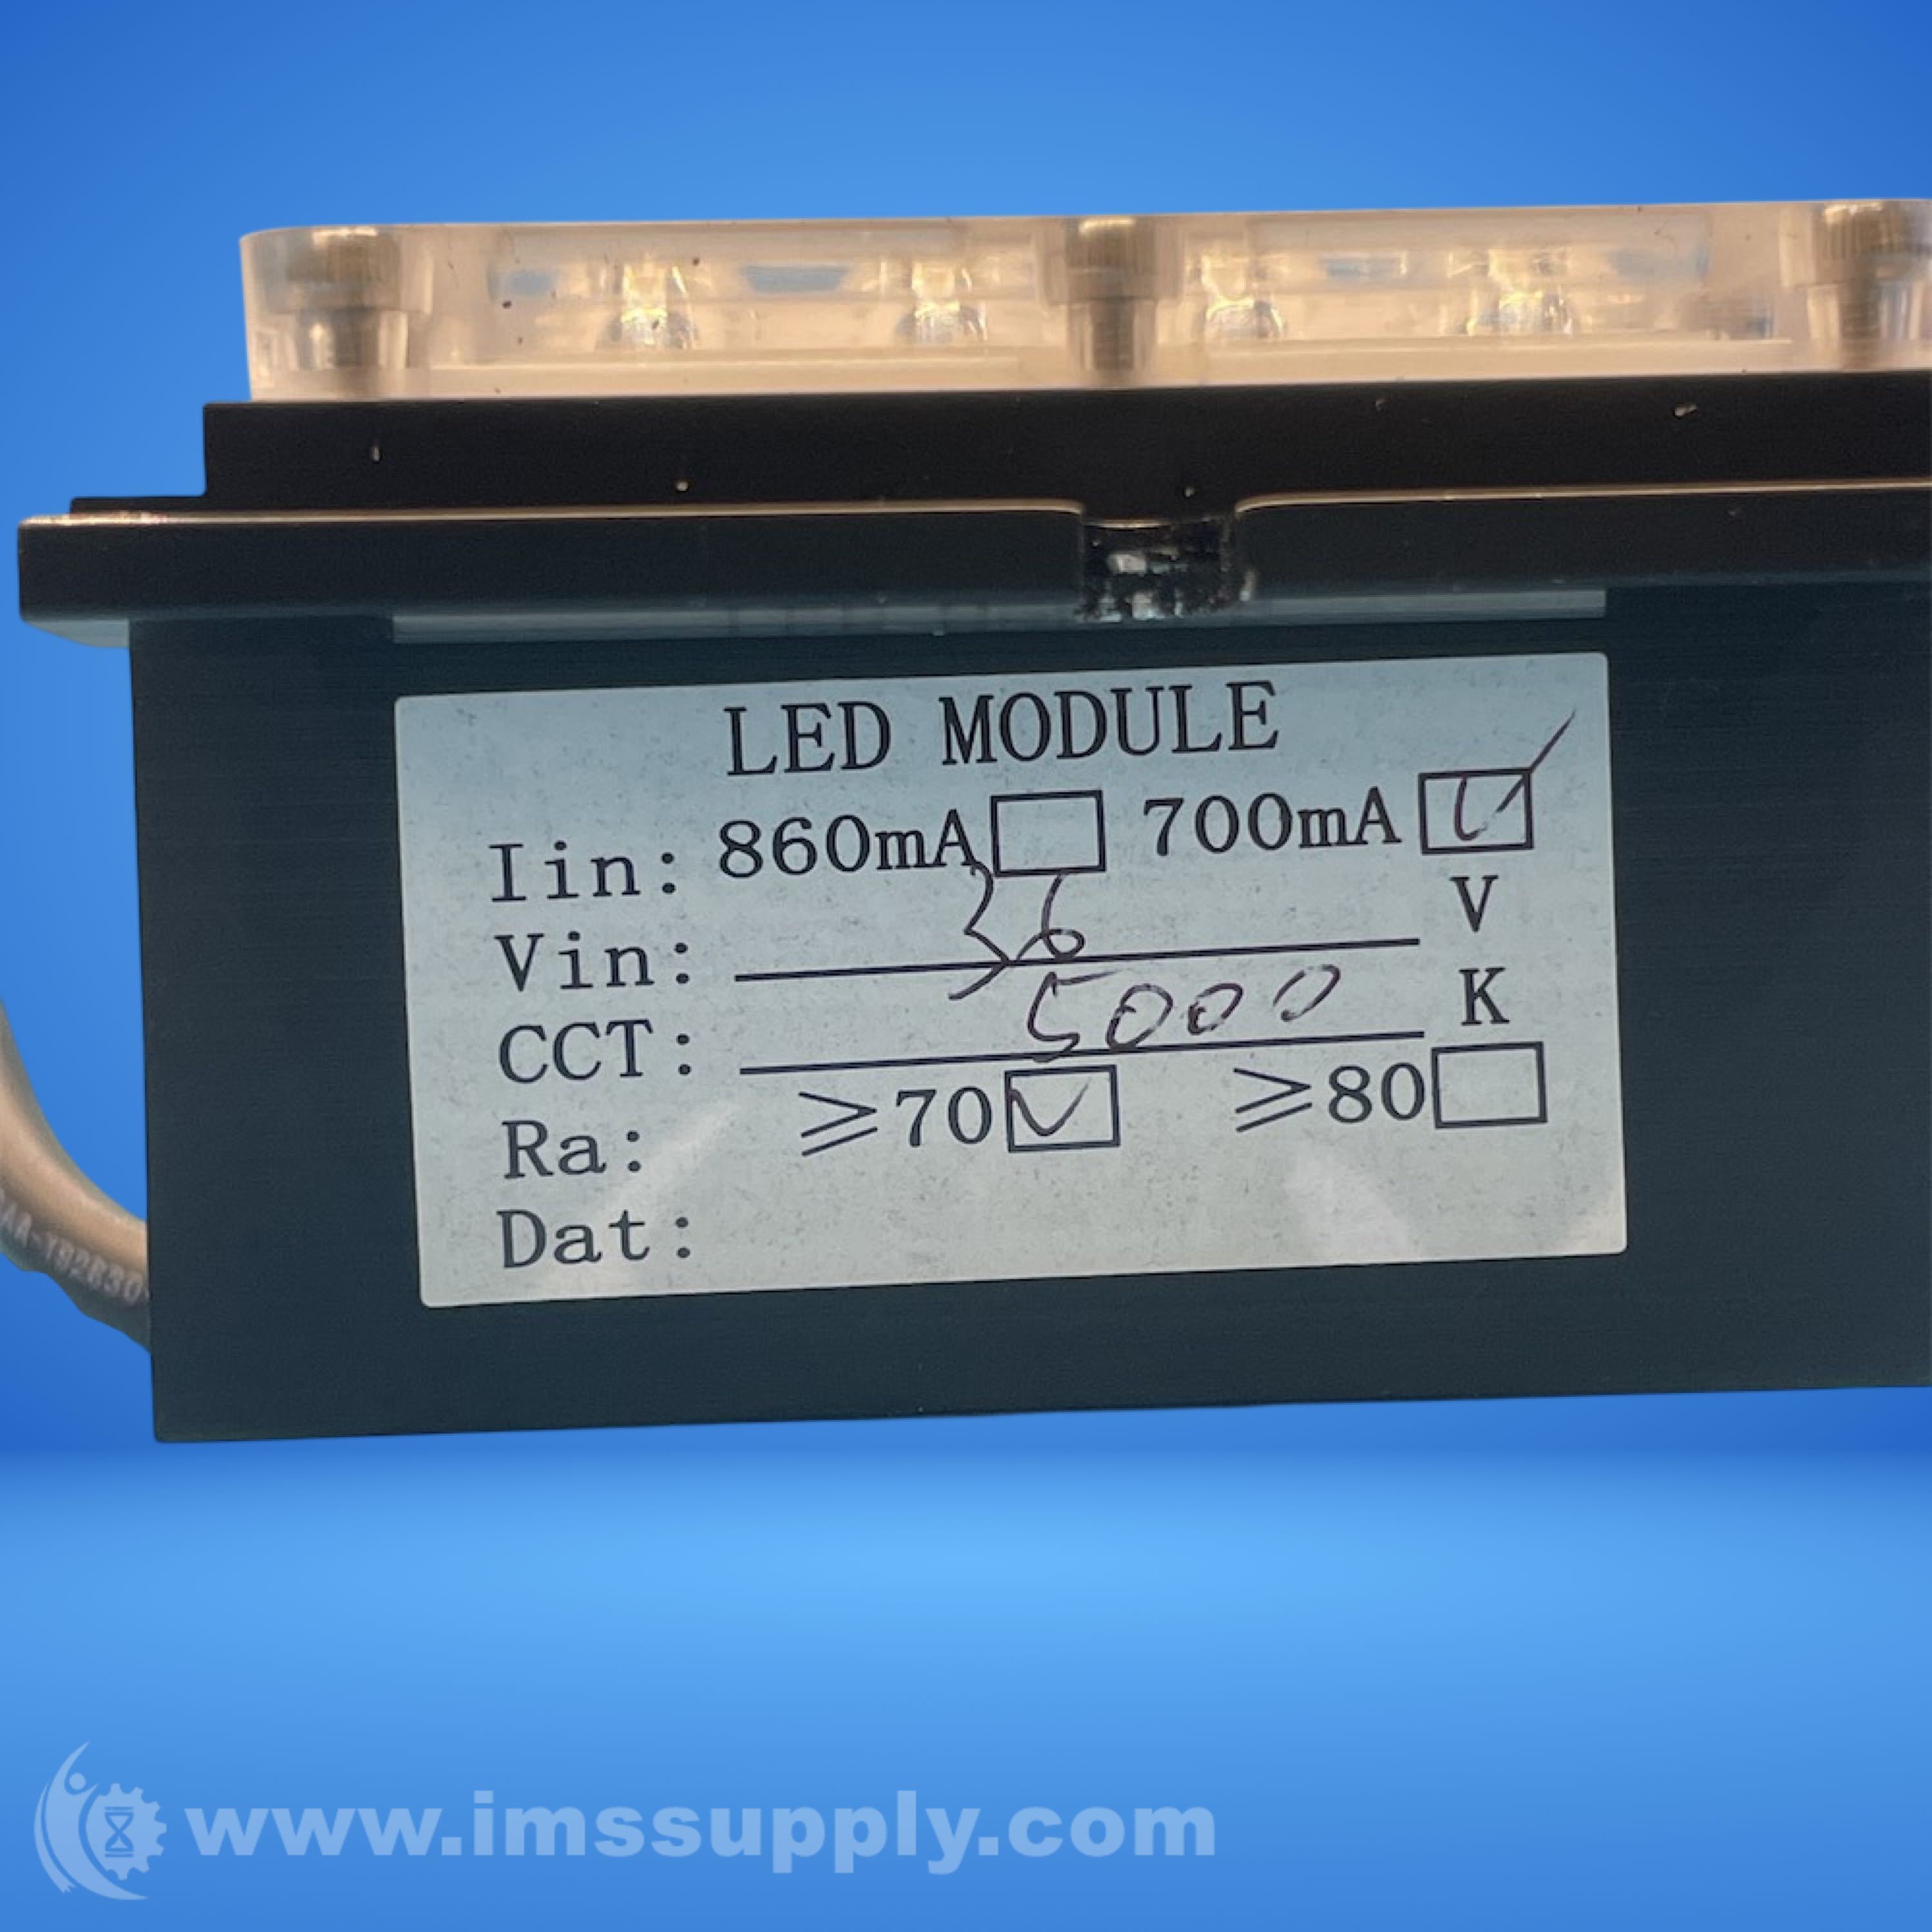 LED MODULE
Iin: 860mA 700mA
Vin: 36 V
CCT: 5000 K
Ra: ≥70 ≥80
Dat:
www.imssupply.com